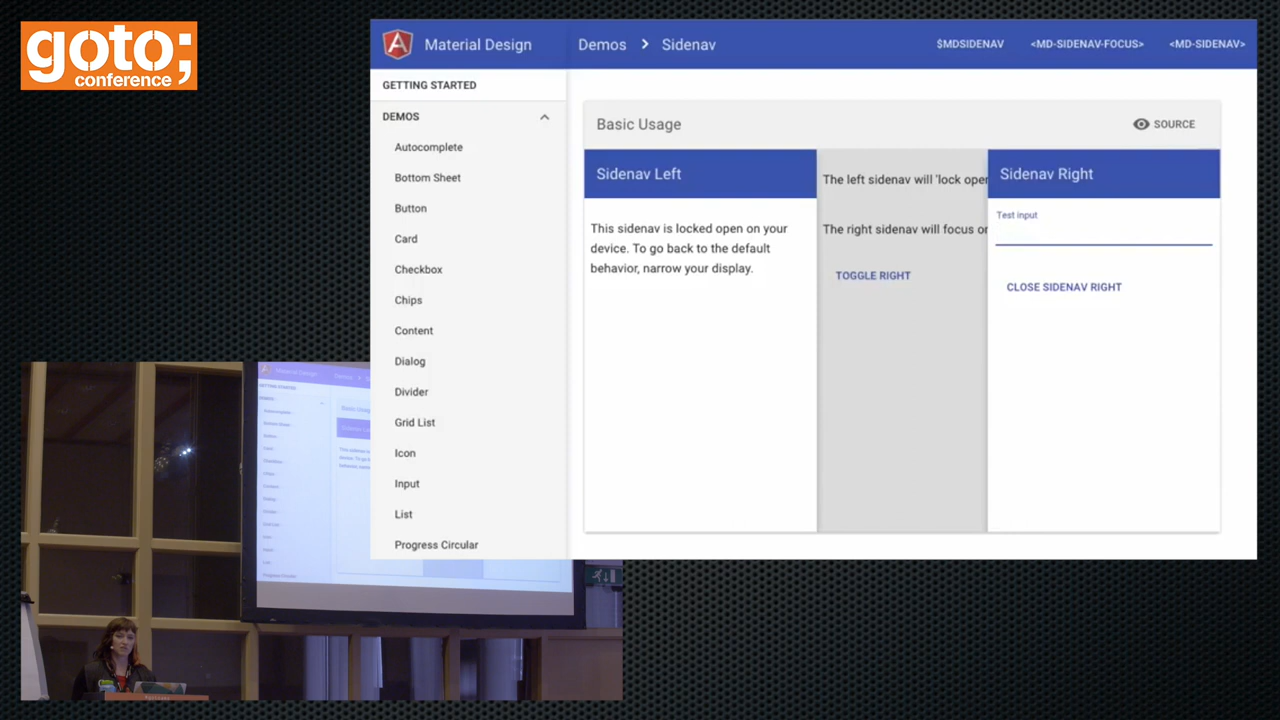 goto;
conference
Material Design
Demos > Sidenav
$MDSIDENAV
<MD-SIDENAV-FOCUS>
<MD-SIDENAV>
GETTING STARTED
DEMOS
Autocomplete
Bottom Sheet
Button
Card
Checkbox
Chips
Content
Dialog
Divider
Grid List
Icon
Input
List
Progress Circular
Basic Usage
SOURCE
Sidenav Left
This sidenav is locked open on your
device. To go back to the default
behavior, narrow your display.
The left sidenav will 'lock open
The right sidenav will focus on
TOGGLE RIGHT
Sidenav Right
Test input
CLOSE SIDENAV RIGHT